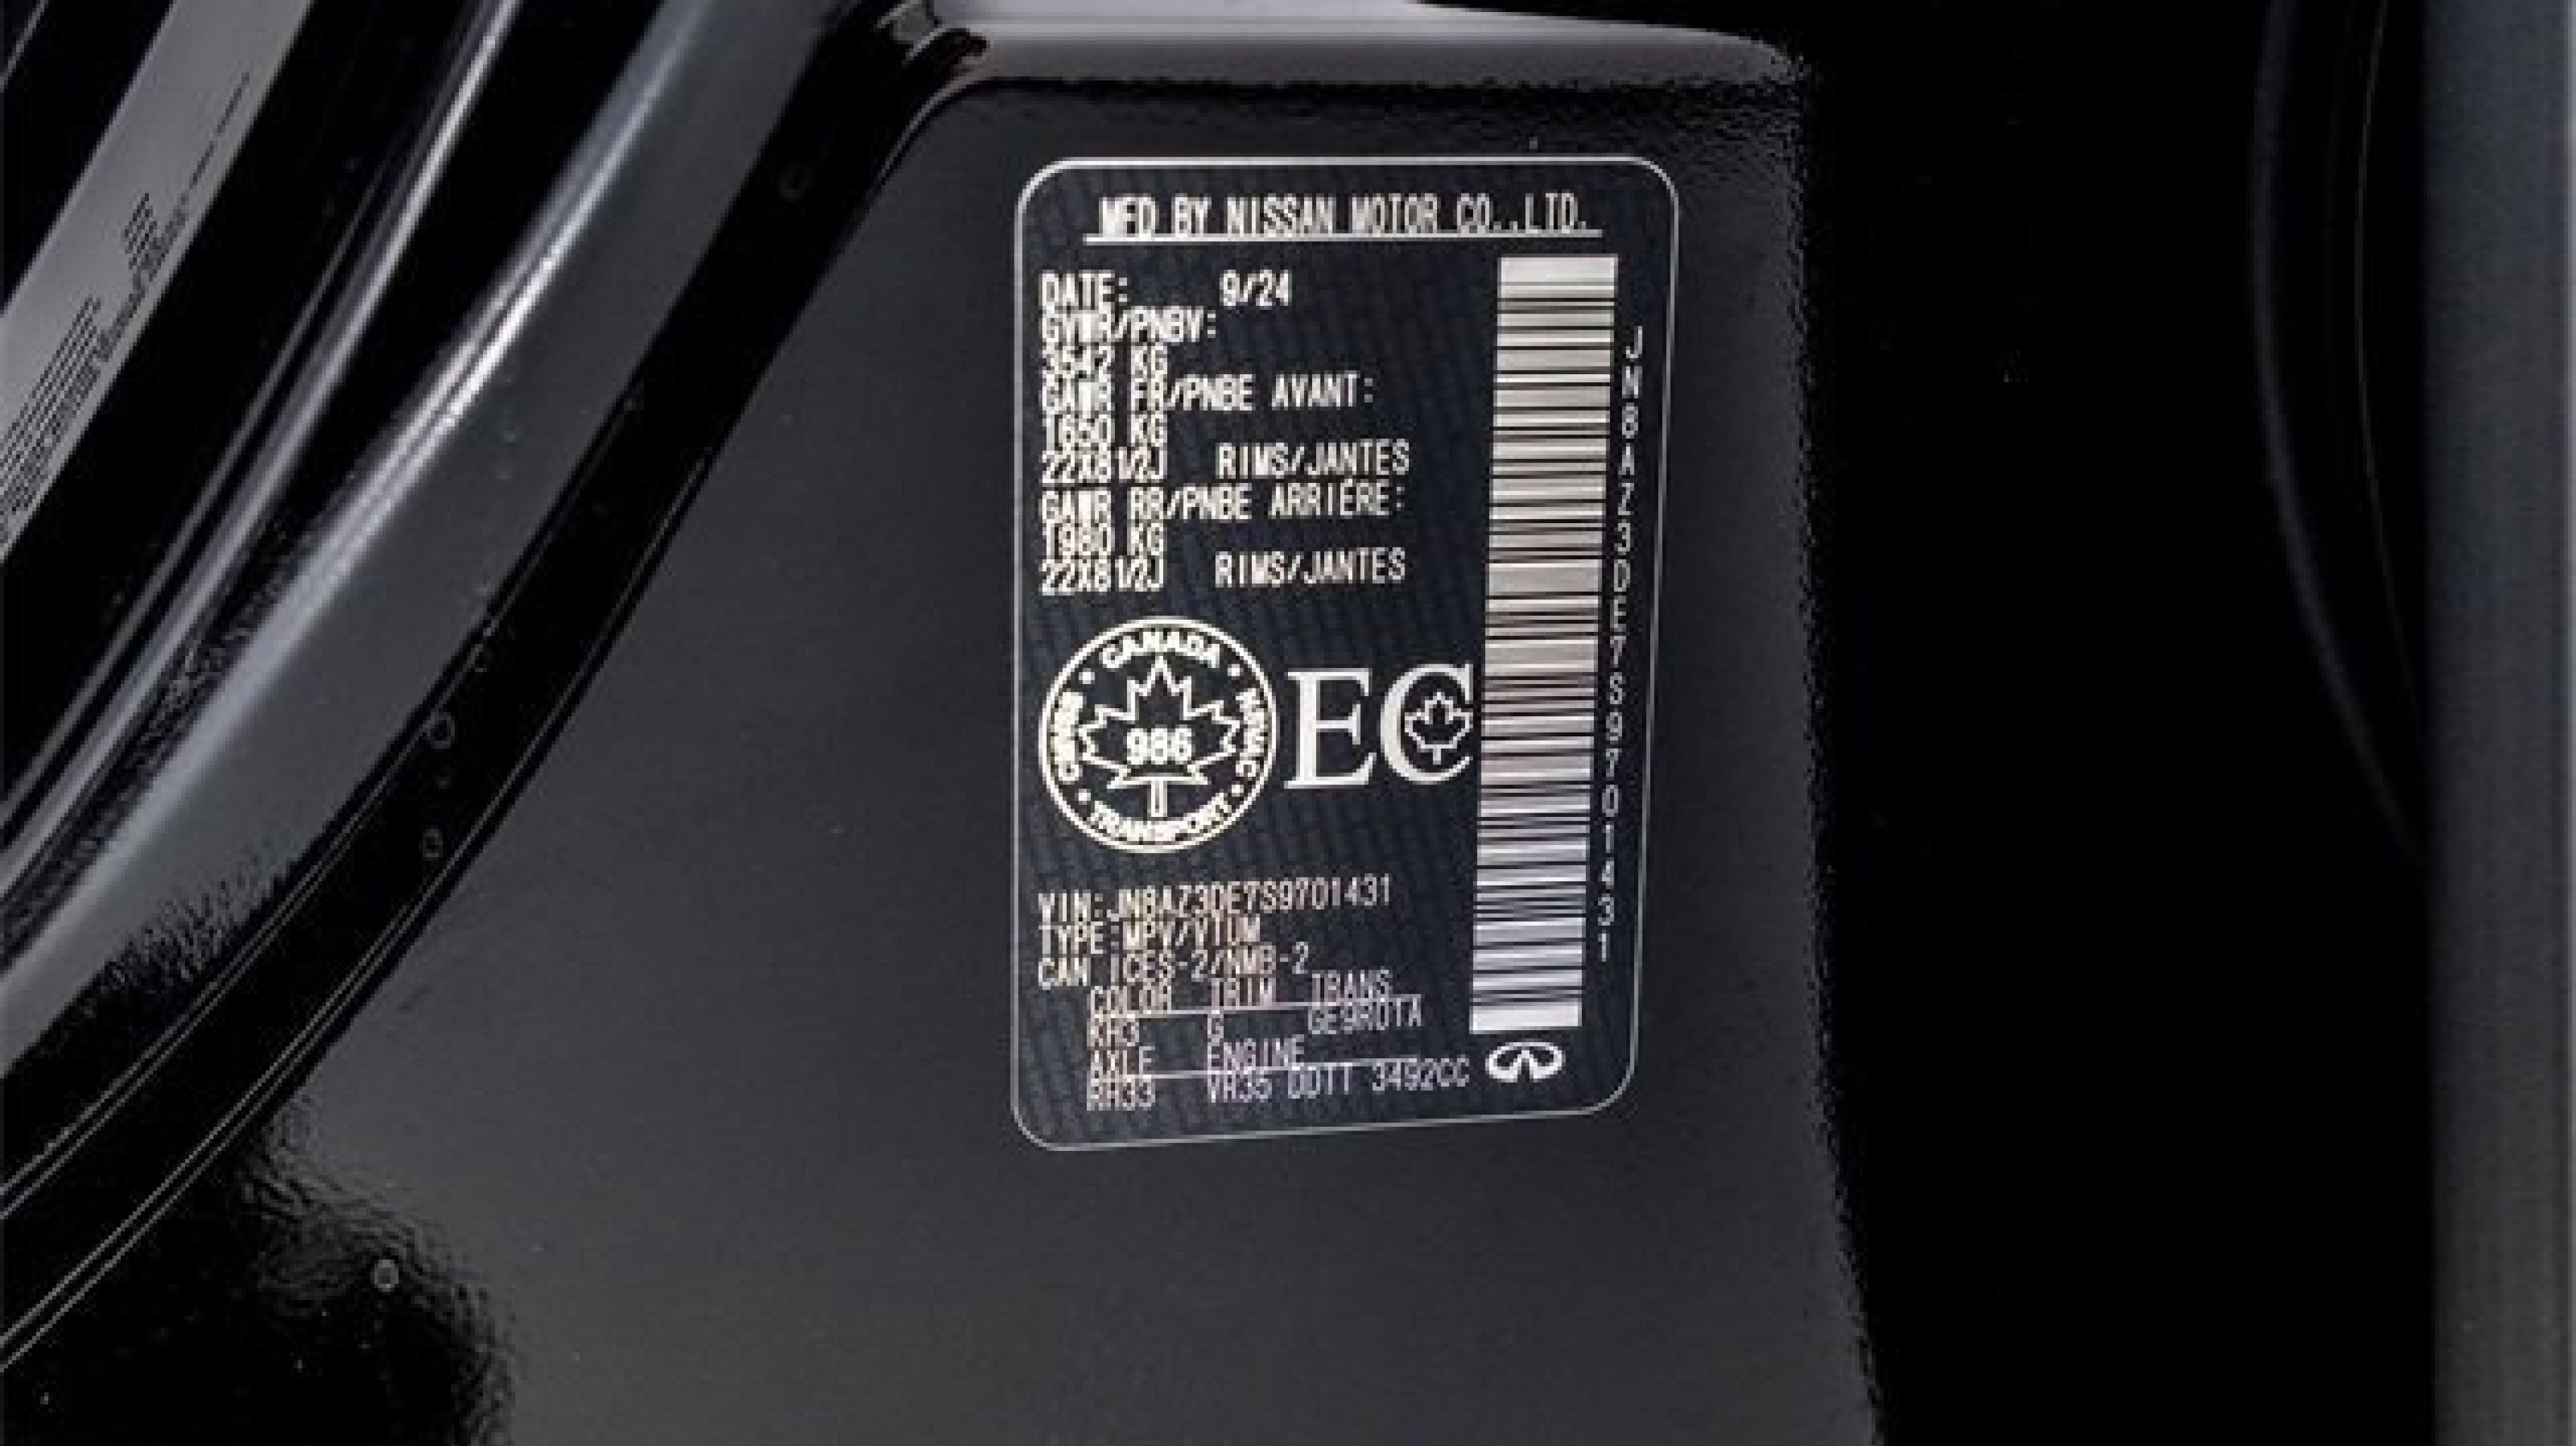 MFD BY NISSAN MOTOR CO.,LTD.
DATE: 9/24
GVWR/PNBV:
3542 KG
GAWR FR/PNBE AVANT:
1650 KG
22X81/2J RIMS/JANTES
GAWR RR/PNBE ARRIÈRE:
1980 KG
22X81/2J RIMS/JANTES
CANADA
986
TRANSPORT
EC
VIN:JN8AZ3DE7S9701431
TYPE:MPV/VTUM
CAN ICES-2/NMB-2
COLOR TRIM TRANS
KH3 G GE9R01A
AXLE ENGINE
RH33 VR35 DDTT 3492CC
JN8AZ3DE7S9701431